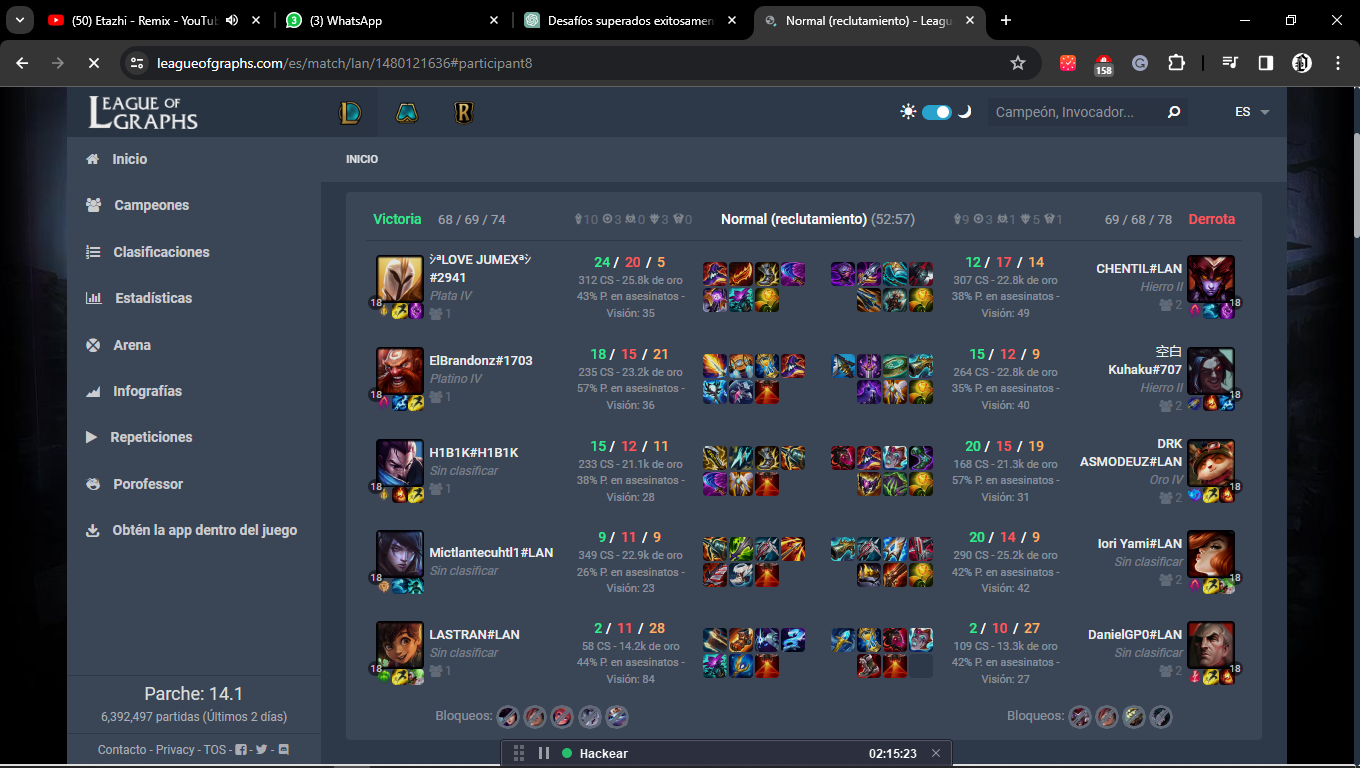 (50) Etazhi - Remix - YouTub
(3) WhatsApp
Desafíos superados exitosamen
Normal (reclutamiento) - Leagu
leagueofgraphs.com/es/match/lan/1480121636#participant8
158
LEAGUE OF GRAPHS
Campeón, Invocador...
ES
Inicio
Campeones
Clasificaciones
Estadísticas
Arena
Infografías
Repeticiones
Porofessor
Obtén la app dentro del juego
Parche: 14.1
6,392,497 partidas (Últimos 2 días)
Contacto - Privacy - TOS - - -
INICIO
Victoria 68 / 69 / 74 10 3 0 3 0 Normal (reclutamiento) (52:57) 9 3 1 5 1 69 / 68 / 78 Derrota
シªLOVE JUMEXªシ
#2941
Plata IV
1
18
24 / 20 / 5
312 CS - 25.8k de oro
43% P. en asesinatos -
Visión: 35
12 / 17 / 14
307 CS - 22.8k de oro
38% P. en asesinatos -
Visión: 49
CHENTIL#LAN
Hierro II
2
18
ElBrandonz#1703
Platino IV
1
18
18 / 15 / 21
235 CS - 23.2k de oro
57% P. en asesinatos -
Visión: 36
15 / 12 / 9
264 CS - 22.8k de oro
35% P. en asesinatos -
Visión: 40
空白
Kuhaku#707
Hierro II
2
18
H1B1K#H1B1K
Sin clasificar
1
18
15 / 12 / 11
233 CS - 21.1k de oro
38% P. en asesinatos -
Visión: 28
20 / 15 / 19
168 CS - 21.3k de oro
57% P. en asesinatos -
Visión: 31
DRK
ASMODEUZ#LAN
Oro IV
2
18
Mictlantecuhtl1#LAN
Sin clasificar
18
9 / 11 / 9
349 CS - 22.9k de oro
26% P. en asesinatos -
Visión: 23
20 / 14 / 9
290 CS - 25.2k de oro
42% P. en asesinatos -
Visión: 42
Iori Yami#LAN
Sin clasificar
2
18
LASTRAN#LAN
Sin clasificar
1
18
2 / 11 / 28
58 CS - 14.2k de oro
44% P. en asesinatos -
Visión: 84
2 / 10 / 27
109 CS - 13.3k de oro
42% P. en asesinatos -
Visión: 27
DanielGP0#LAN
Sin clasificar
2
18
Bloqueos:
Bloqueos:
Hackear
02:15:23